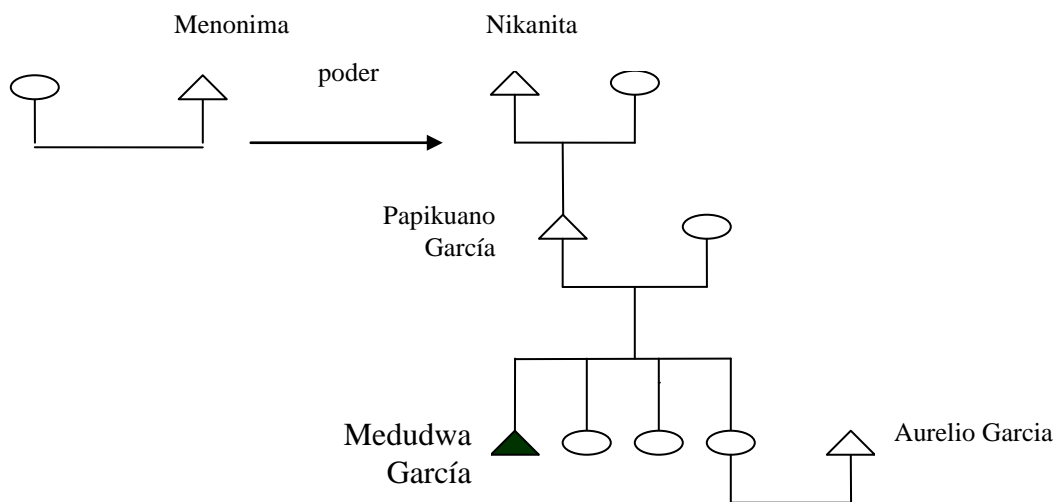 Menonima
Nikanita
poder
Papikuano
García
Medudwa
García
Aurelio Garcia